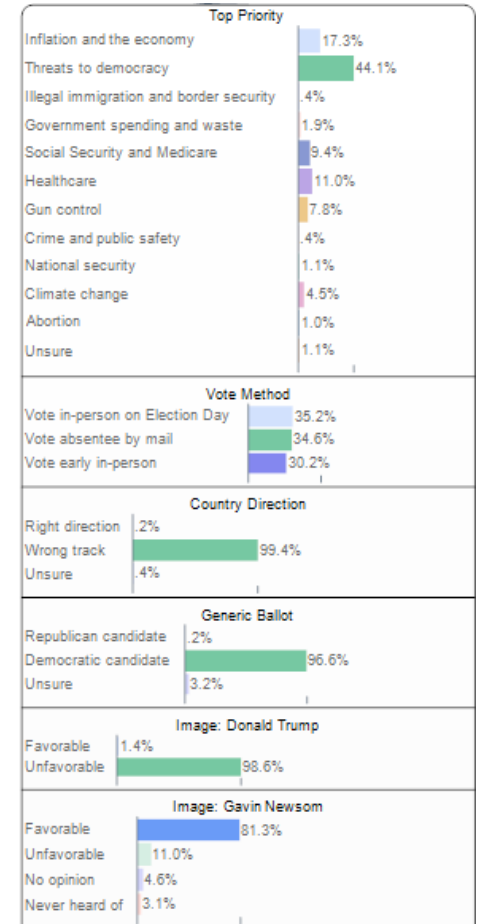 Top Priority
Inflation and the economy 17.3%
Threats to democracy 44.1%
Illegal immigration and border security .4%
Government spending and waste 1.9%
Social Security and Medicare 9.4%
Healthcare 11.0%
Gun control 7.8%
Crime and public safety .4%
National security 1.1%
Climate change 4.5%
Abortion 1.0%
Unsure 1.1%
Vote Method
Vote in-person on Election Day 35.2%
Vote absentee by mail 34.6%
Vote early in-person 30.2%
Country Direction
Right direction .2%
Wrong track 99.4%
Unsure .4%
Generic Ballot
Republican candidate .2%
Democratic candidate 96.6%
Unsure 3.2%
Image: Donald Trump
Favorable 1.4%
Unfavorable 98.6%
Image: Gavin Newsom
Favorable 81.3%
Unfavorable 11.0%
No opinion 4.6%
Never heard of 3.1%